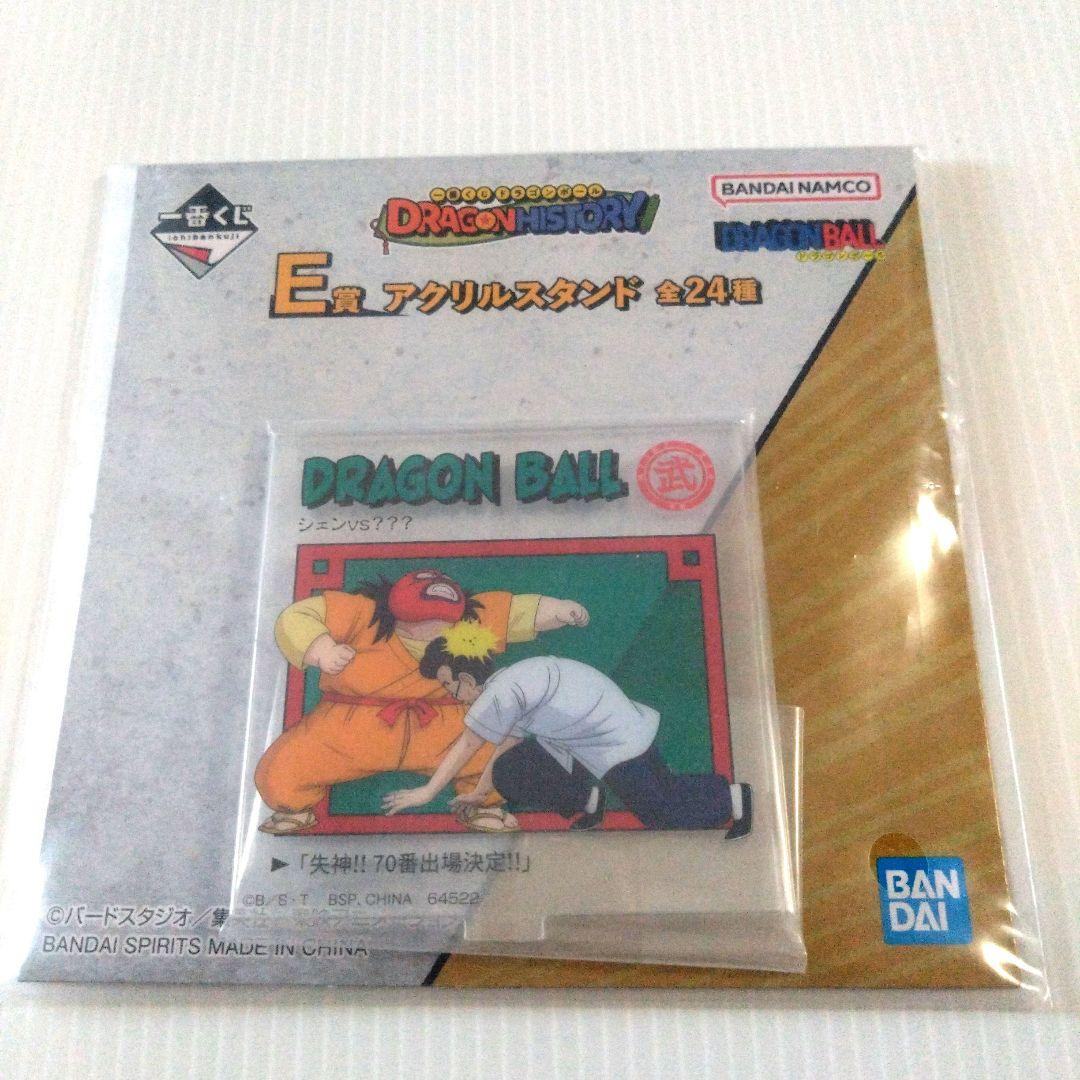 一番くじ
ichibankuji
一番くじ ドラゴンボール
DRAGON HISTORY
BANDAI NAMCO
DRAGON BALL
ドラゴンボール
E賞 アクリルスタンド 全24種
DRAGON BALL
武
シェンvs???
▶「失神!! 70番出場決定!!」
©B/S・T BSP, CHINA 64522
©バードスタジオ/集
BANDAI SPIRITS MADE IN CHINA
BAN
DAI